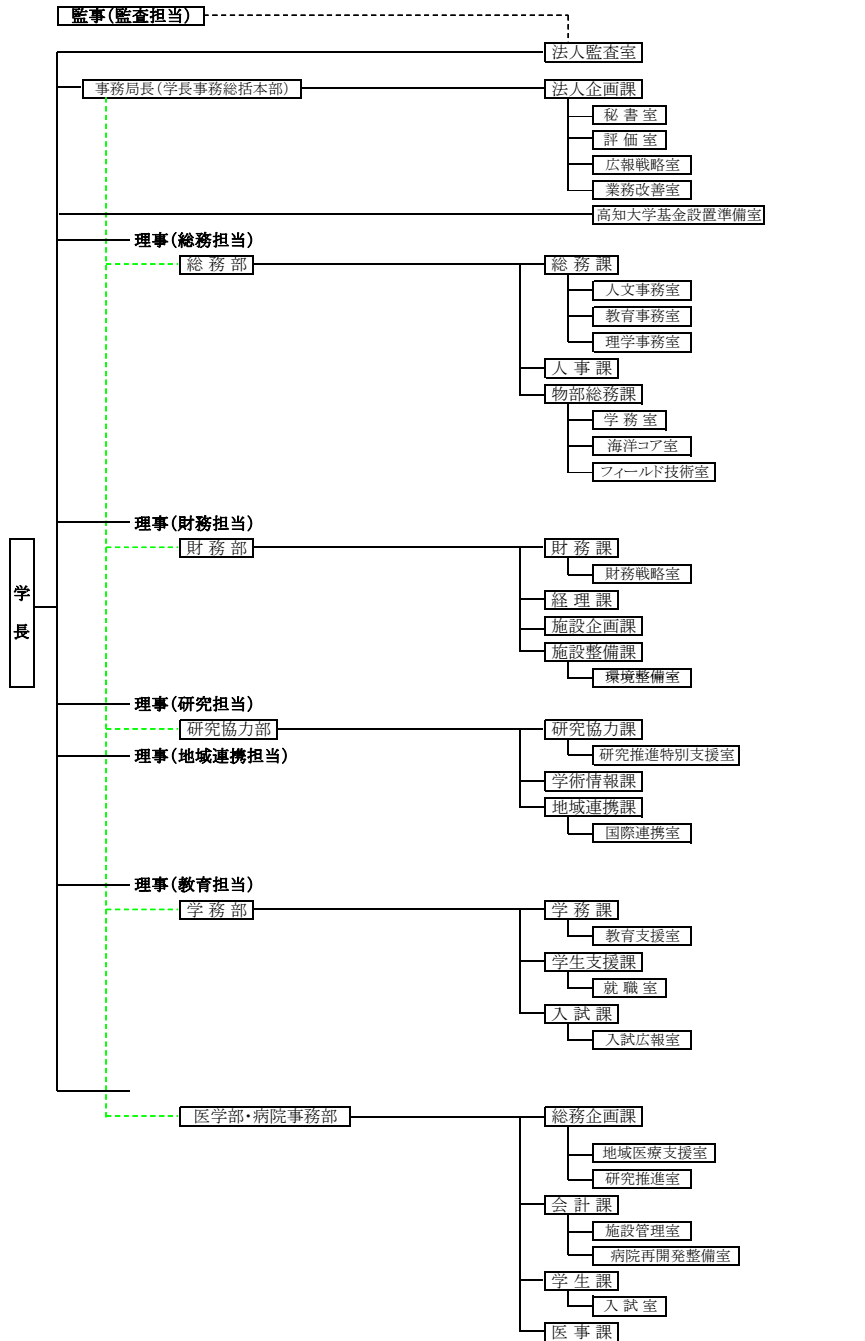 監事(監査担当)
法人監査室
事務局長(学長事務総括本部)
法人企画課
秘書室
評価室
広報戦略室
業務改善室
高知大学基金設置準備室
理事(総務担当)
総務部
総務課
人文事務室
教育事務室
理学事務室
人事課
物部総務課
学務室
海洋コア室
フィールド技術室
理事(財務担当)
財務部
財務課
財務戦略室
経理課
施設企画課
施設整備課
環境整備室
学長
理事(研究担当)
研究協力部
研究協力課
理事(地域連携担当)
研究推進特別支援室
学術情報課
地域連携課
国際連携室
理事(教育担当)
学務部
学務課
教育支援室
学生支援課
就職室
入試課
入試広報室
医学部・病院事務部
総務企画課
地域医療支援室
研究推進室
会計課
施設管理室
病院再開発整備室
学生課
入試室
医事課